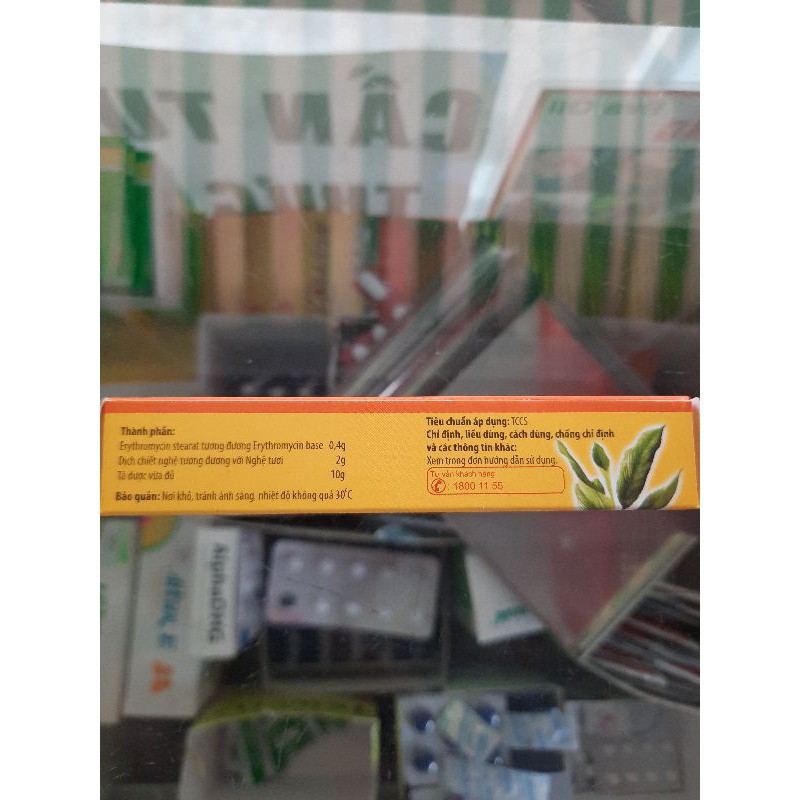 CẦN
Thành phần:
Erythromycin stearat tương đương Erythromycin base 0,4g
Dịch chiết nghệ tương đương với Nghệ tươi 2g
Tá dược vừa đủ 10g
Bảo quản: Nơi khô, tránh ánh sáng, nhiệt độ không quá 30°C
Tiêu chuẩn áp dụng: TCCS
Chỉ định, liều dùng, cách dùng, chống chỉ định
và các thông tin khác:
Xem trong đơn hướng dẫn sử dụng.
Tư vấn khách hàng
: 1800 11 55
AlphaDHG